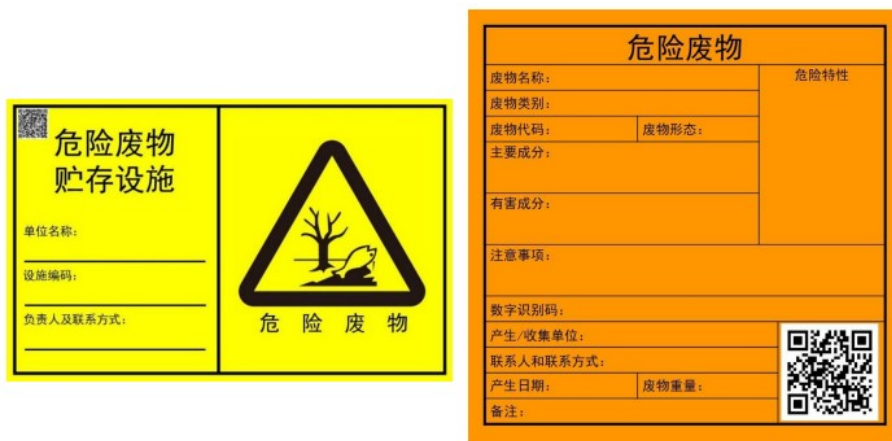 危险废物
贮存设施
单位名称：
设施编码：
负责人及联系方式：
危险废物
危险废物
废物名称：
危险特性
废物类别：
废物代码：
废物形态：
主要成分：
有害成分：
注意事项：
数字识别码：
产生/收集单位：
联系人和联系方式：
产生日期：
废物重量：
备注：